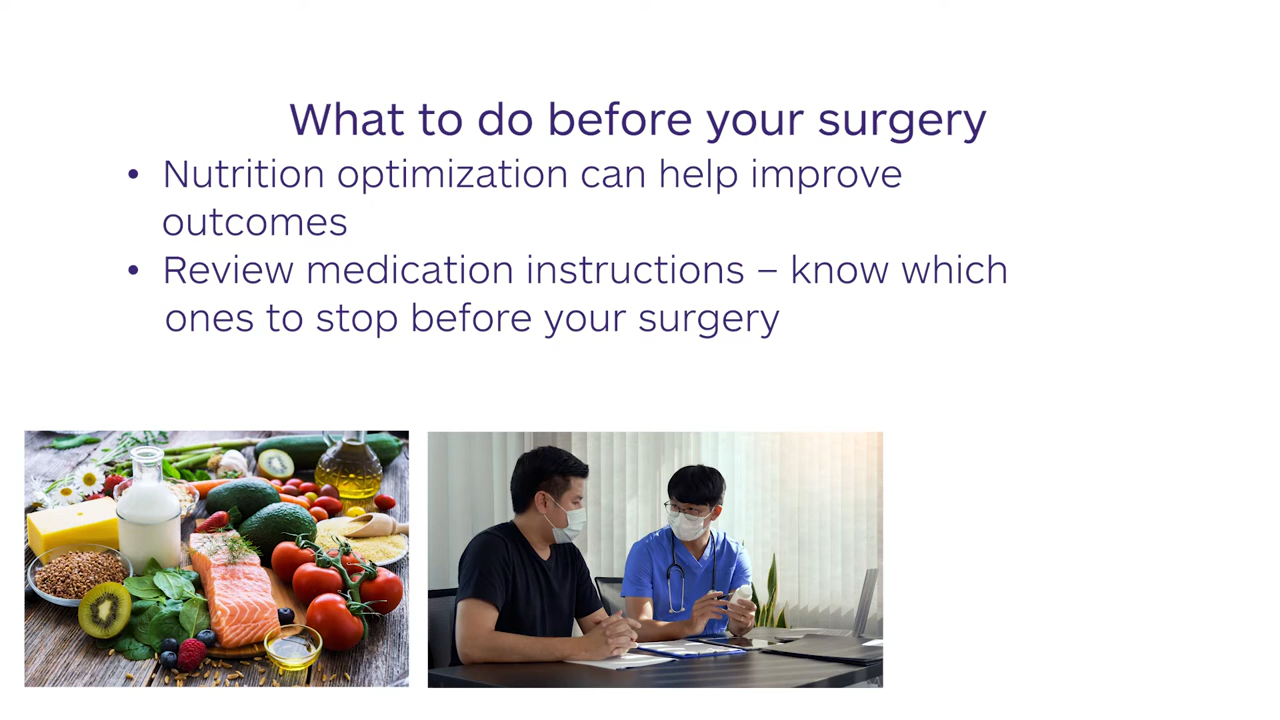 What to do before your surgery
• Nutrition optimization can help improve
outcomes
• Review medication instructions – know which
ones to stop before your surgery